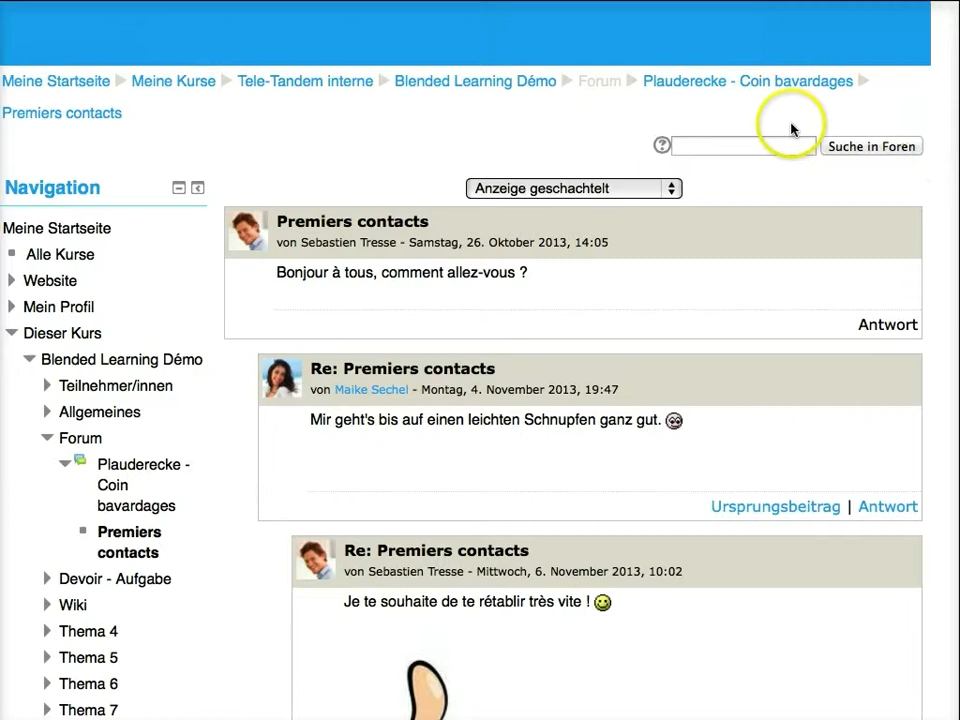 Meine Startseite Meine Kurse Tele-Tandem interne Blended Learning Démo Forum Plauderecke - Coin bavardages
Premiers contacts
? Suche in Foren
Navigation
Anzeige geschachtelt
Meine Startseite
Alle Kurse
Website
Mein Profil
Dieser Kurs
Blended Learning Démo
Teilnehmer/innen
Allgemeines
Forum
Plauderecke -
Coin
bavardages
Premiers
contacts
Devoir - Aufgabe
Wiki
Thema 4
Thema 5
Thema 6
Thema 7
Premiers contacts
von Sebastien Tresse - Samstag, 26. Oktober 2013, 14:05
Bonjour à tous, comment allez-vous ?
Antwort
Re: Premiers contacts
von Maike Sechel - Montag, 4. November 2013, 19:47
Mir geht's bis auf einen leichten Schnupfen ganz gut.
Ursprungsbeitrag | Antwort
Re: Premiers contacts
von Sebastien Tresse - Mittwoch, 6. November 2013, 10:02
Je te souhaite de te rétablir très vite !